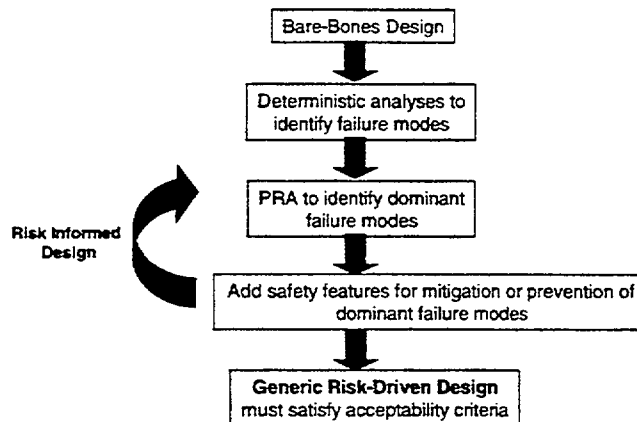 Bare-Bones Design
Deterministic analyses to
identify failure modes
PRA to identify dominant
failure modes
Risk Informed
Design
Add safety features for mitigation or prevention of
dominant failure modes
Generic Risk-Driven Design
must satisfy acceptability criteria